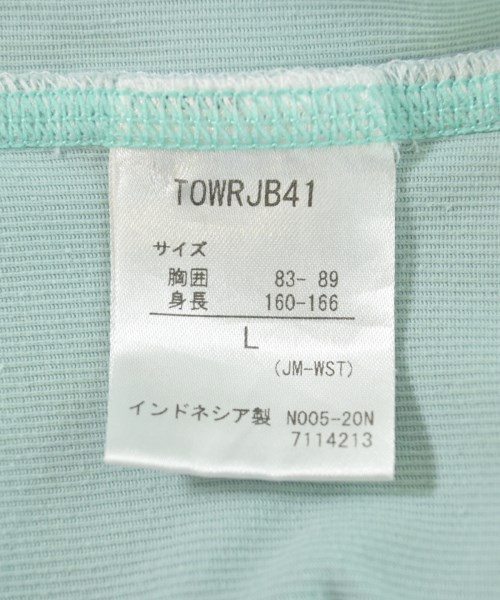 TOWRJB41
サイズ
胸囲 83- 89
身長 160-166
L
(JM-WST)
インドネシア製 N005-20N
7114213